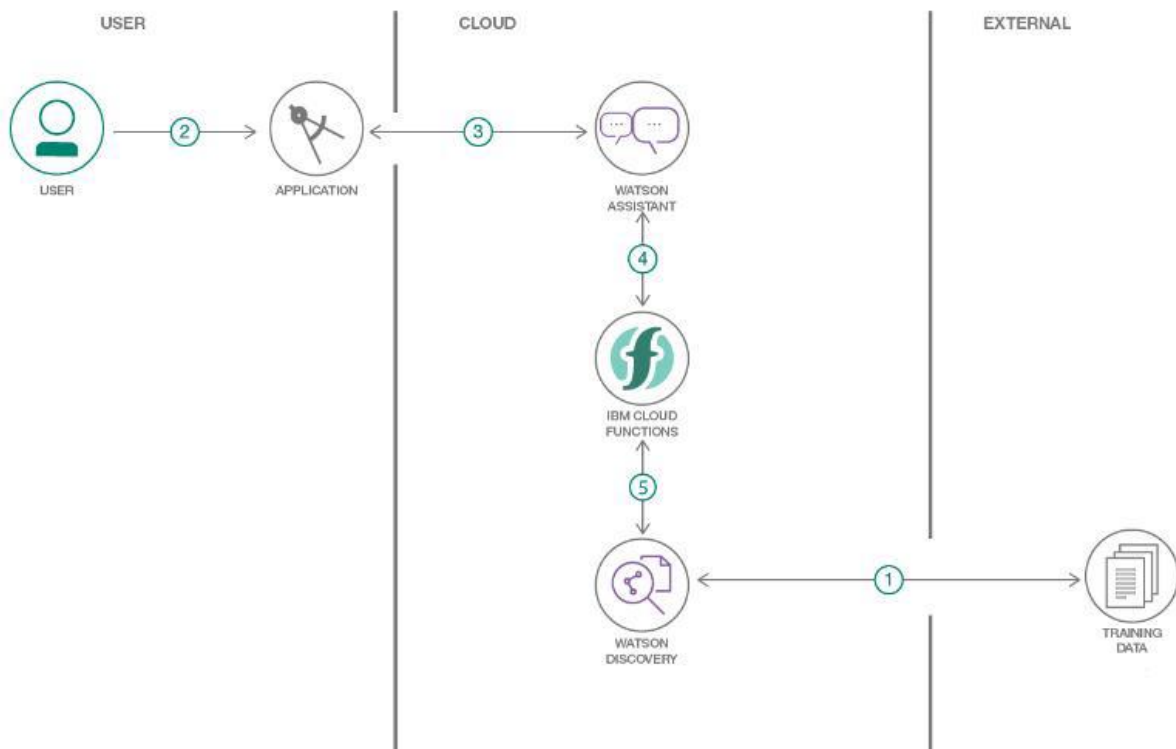 USER
CLOUD
EXTERNAL
2
3
USER
APPLICATION
WATSON
ASSISTANT
4
IBM CLOUD
FUNCTIONS
5
1
WATSON
DISCOVERY
TRAINING
DATA